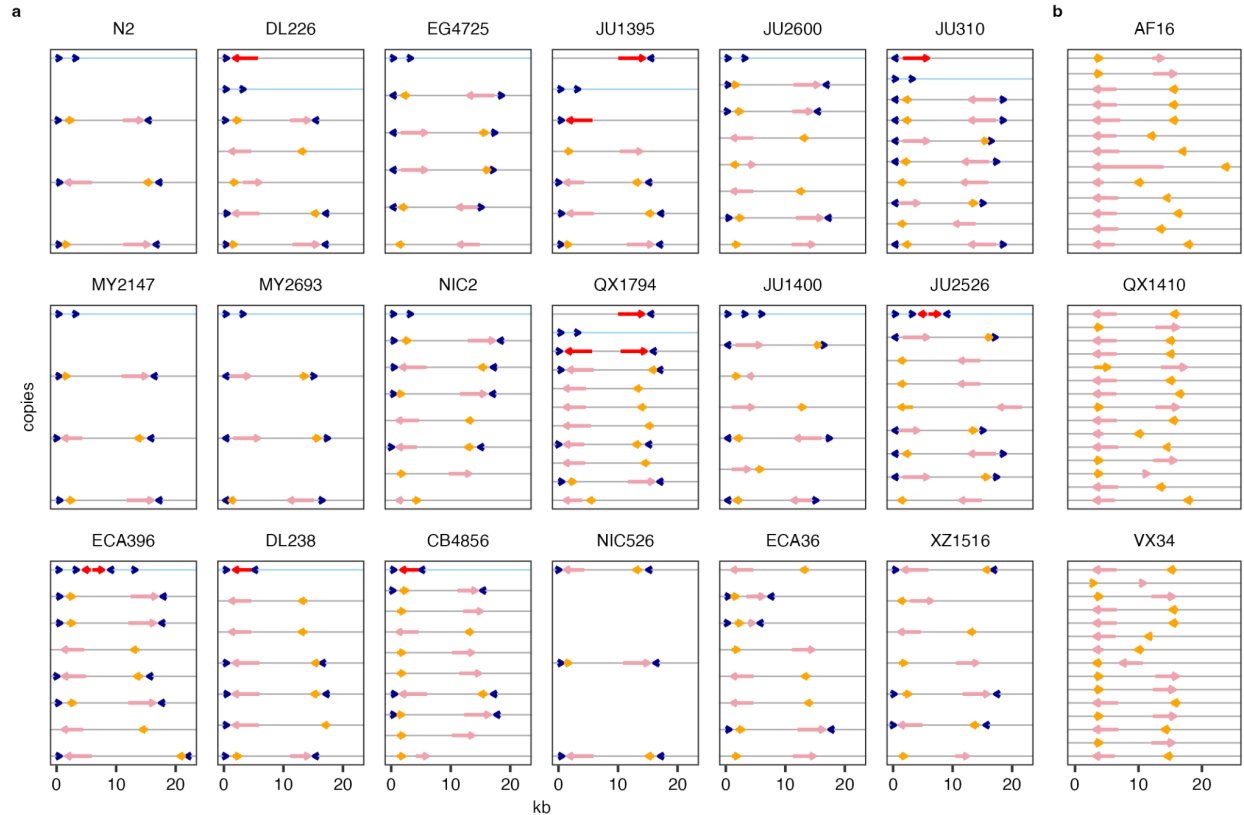 a
b
N2 DL226 EG4725 JU1395 JU2600 JU310 AF16
MY2147 MY2693 NIC2 QX1794 JU1400 JU2526 QX1410
copies
ECA396 DL238 CB4856 NIC526 ECA36 XZ1516 VX34
0 10 20 0 10 20 0 10 20 0 10 20 0 10 20 0 10 20 0 10 20
kb